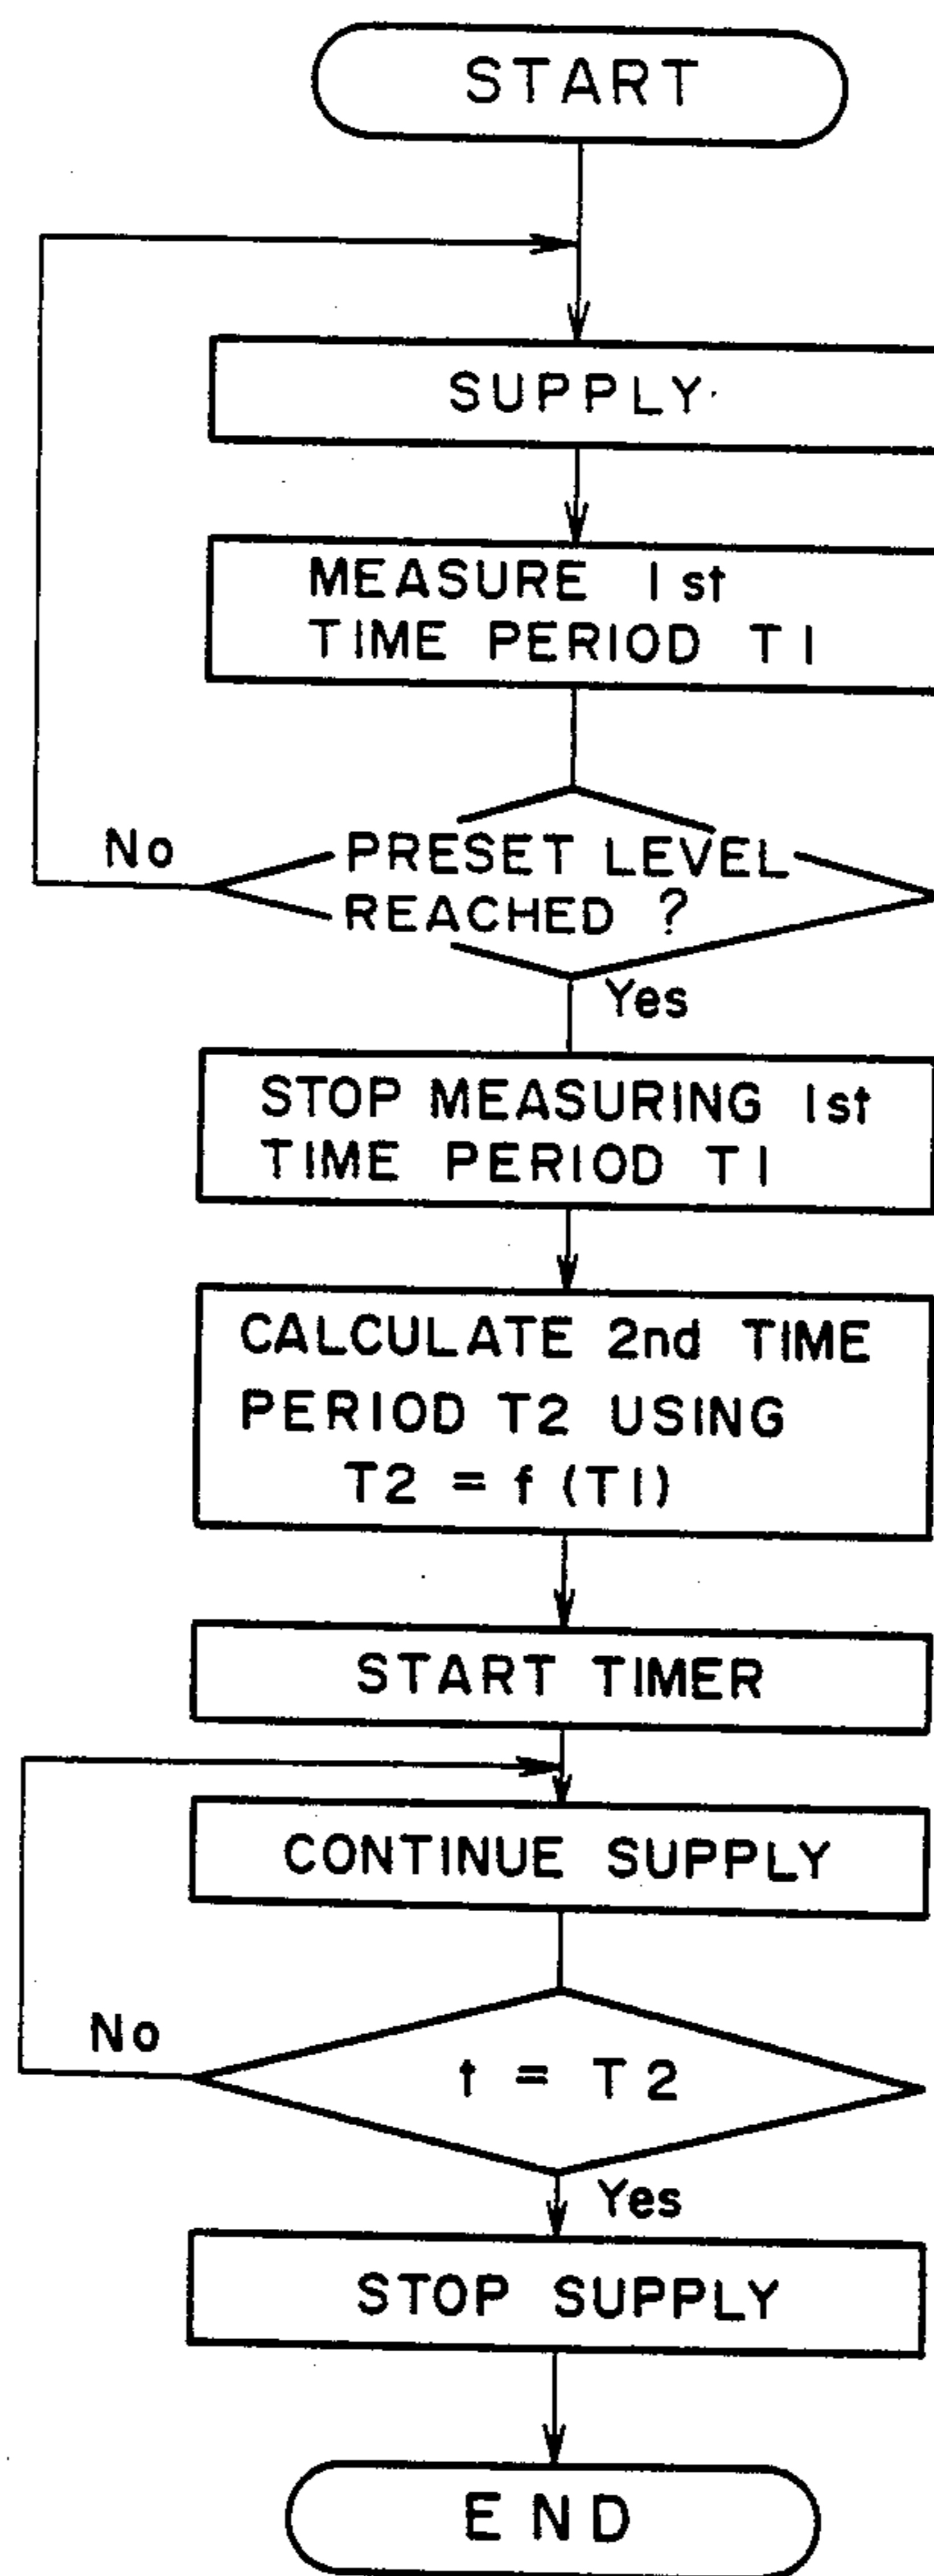 START
SUPPLY
MEASURE 1st
TIME PERIOD T1
No
PRESET LEVEL
REACHED ?
Yes
STOP MEASURING 1st
TIME PERIOD T1
CALCULATE 2nd TIME
PERIOD T2 USING
T2 = f (T1)
START TIMER
CONTINUE SUPPLY
No
t = T2
Yes
STOP SUPPLY
END